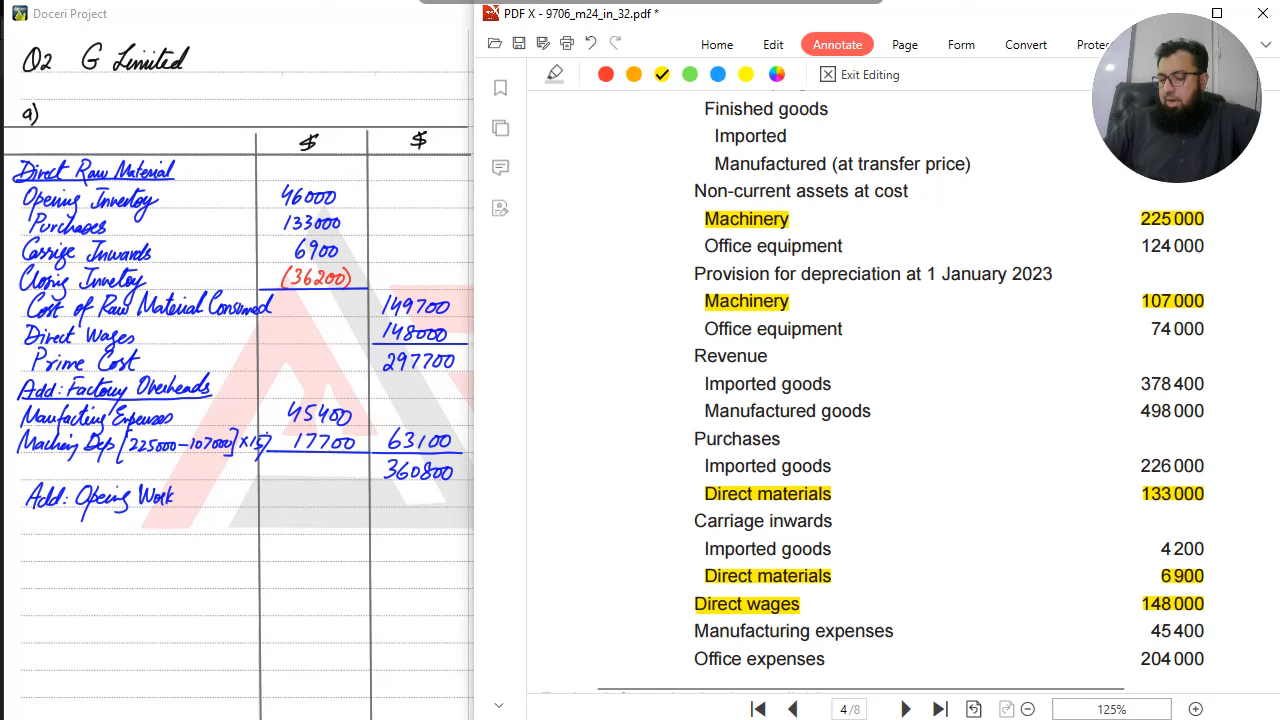 Doceri Project
Q2 G Limited
a)
$ $
Direct Raw Material
Opening Inventory 46000
Purchases 133000
Carrige Inwards 6900
Closing Invetoy (36200)
Cost of Raw Material Consumed 149700
Direct Wages 148000
Prime Cost 297700
Add: Factory Overheads
Manufacting Expenses 45400
Machiny Dep [225000-107000] ×15% 17700 63100
360800
Add: Opeing Work
PDF X - 9706_m24_in_32.pdf *
Home Edit Annotate Page Form Convert Protec
Exit Editing
Finished goods
Imported
Manufactured (at transfer price)
Non-current assets at cost
Machinery 225 000
Office equipment 124 000
Provision for depreciation at 1 January 2023
Machinery 107 000
Office equipment 74 000
Revenue
Imported goods 378 400
Manufactured goods 498 000
Purchases
Imported goods 226 000
Direct materials 133 000
Carriage inwards
Imported goods 4 200
Direct materials 6 900
Direct wages 148 000
Manufacturing expenses 45 400
Office expenses 204 000
4/8 125%